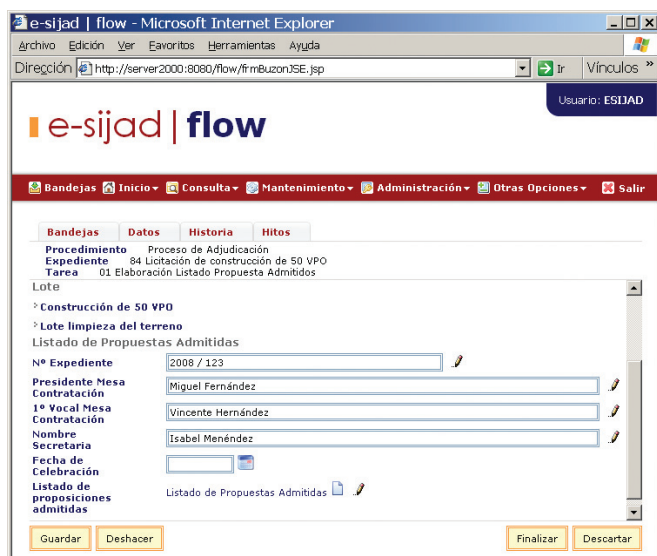 e-sijad | flow - Microsoft Internet Explorer
Archivo Edición Ver Favoritos Herramientas Ayuda
Dirección http://server2000:8080/flow/frmBuzonJSE.jsp Ir Vínculos »
Usuario: ESIJAD
e-sijad | flow
Bandejas Inicio Consulta Mantenimiento Administración Otras Opciones Salir
Bandejas Datos Historia Hitos
Procedimiento Proceso de Adjudicación
Expediente 84 Licitación de construcción de 50 VPO
Tarea 01 Elaboración Listado Propuesta Admitidos
Lote
Construcción de 50 VPO
Lote limpieza del terreno
Listado de Propuestas Admitidas
Nº Expediente 2008 / 123
Presidente Mesa
Contratación Miguel Fernández
1º Vocal Mesa
Contratación Vincente Hernández
Nombre
Secretaria Isabel Menéndez
Fecha de
Celebración
Listado de
proposiciones
admitidas Listado de Propuestas Admitidas
Guardar Deshacer Finalizar Descartar